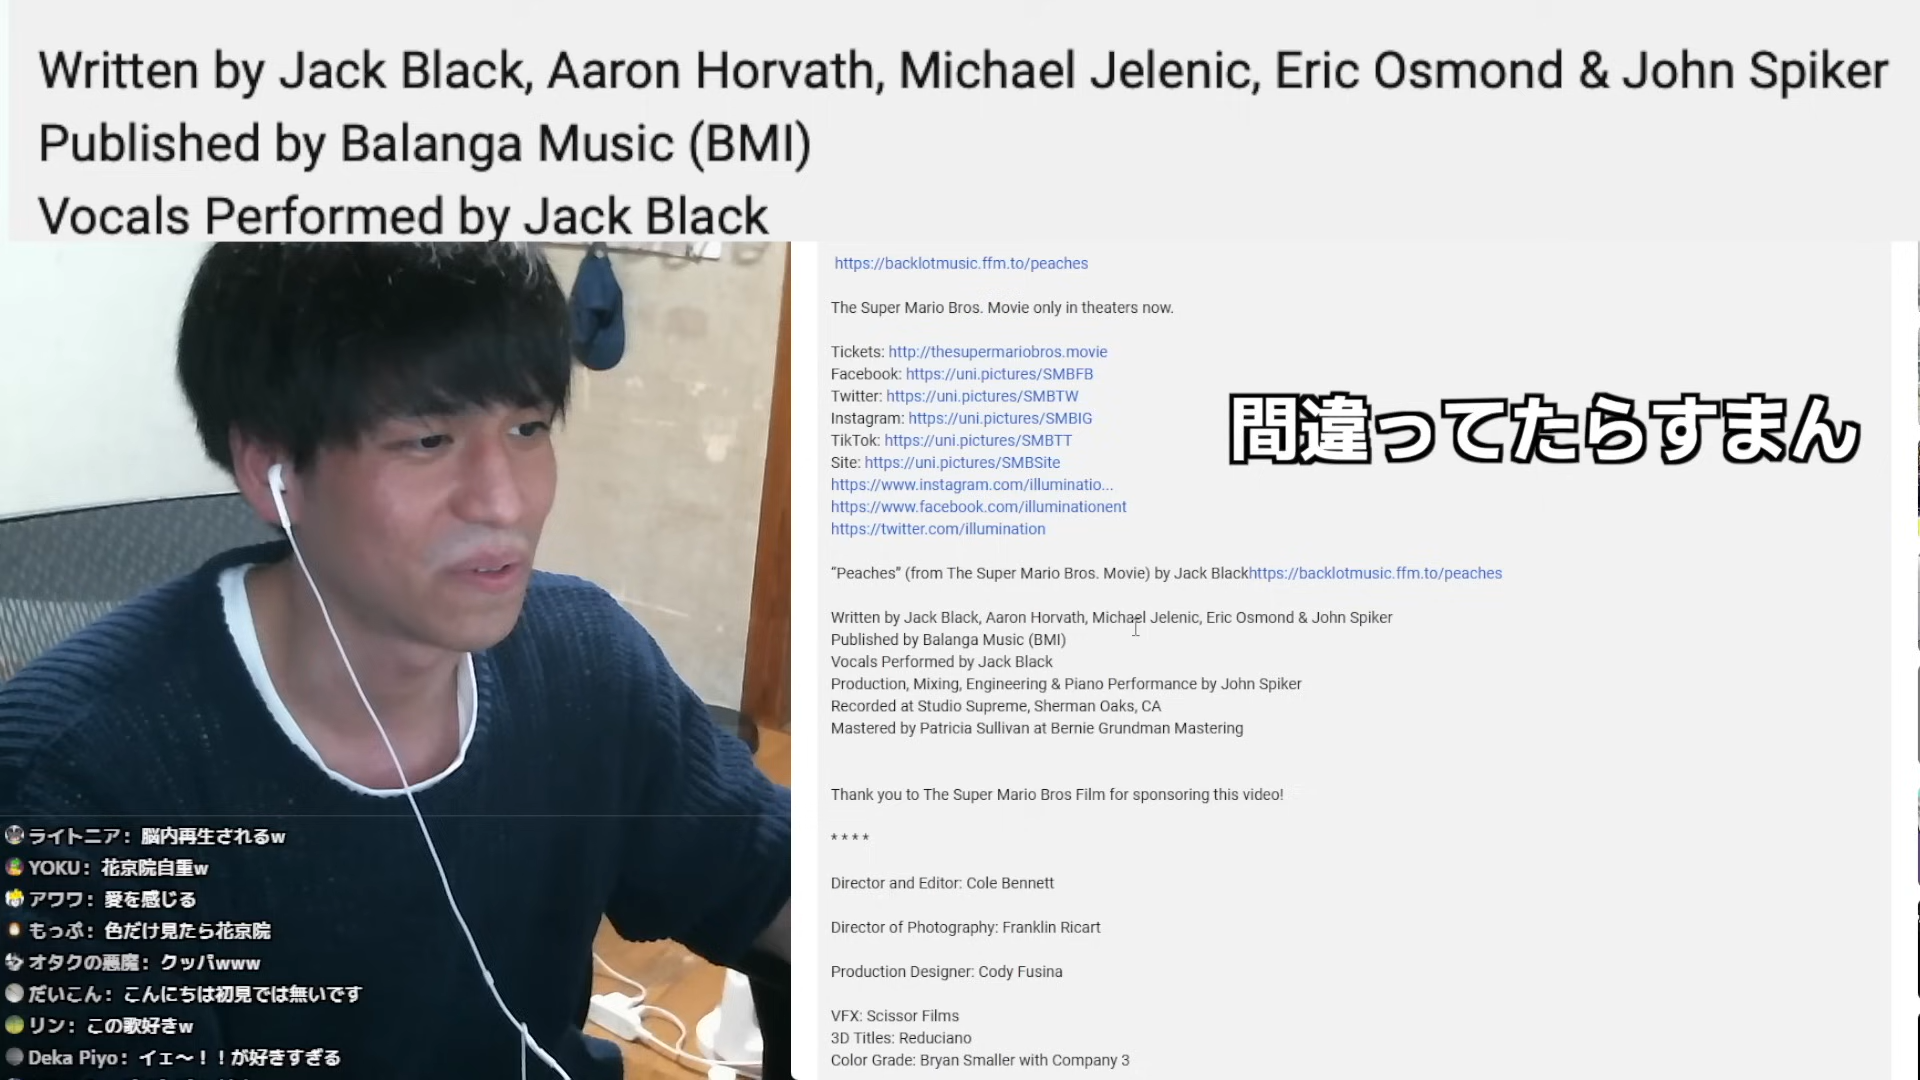 Written by Jack Black, Aaron Horvath, Michael Jelenic, Eric Osmond & John Spiker
Published by Balanga Music (BMI)
Vocals Performed by Jack Black
https://backlotmusic.ffm.to/peaches
The Super Mario Bros. Movie only in theaters now.
Tickets: http://thesupermariobros.movie
Facebook: https://uni.pictures/SMBFB
Twitter: https://uni.pictures/SMBTW
Instagram: https://uni.pictures/SMBIG
TikTok: https://uni.pictures/SMBTT
Site: https://uni.pictures/SMBSite
https://www.instagram.com/illuminatio...
https://www.facebook.com/illuminationent
https://twitter.com/illumination
間違ってたらすまん
“Peaches” (from The Super Mario Bros. Movie) by Jack Blackhttps://backlotmusic.ffm.to/peaches
Written by Jack Black, Aaron Horvath, Michael Jelenic, Eric Osmond & John Spiker
Published by Balanga Music (BMI)
Vocals Performed by Jack Black
Production, Mixing, Engineering & Piano Performance by John Spiker
Recorded at Studio Supreme, Sherman Oaks, CA
Mastered by Patricia Sullivan at Bernie Grundman Mastering
Thank you to The Super Mario Bros Film for sponsoring this video!
* * * *
Director and Editor: Cole Bennett
Director of Photography: Franklin Ricart
Production Designer: Cody Fusina
VFX: Scissor Films
3D Titles: Reduciano
Color Grade: Bryan Smaller with Company 3
ライトニア: 脳内再生されるw
YOKU: 花京院自重w
アワワ: 愛を感じる
もっぷ: 色だけ見たら花京院
オタクの悪魔: クッパwww
だいこん: こんにちは初見では無いです
リン: この歌好きw
Deka Piyo: イェ〜！！が好きすぎる